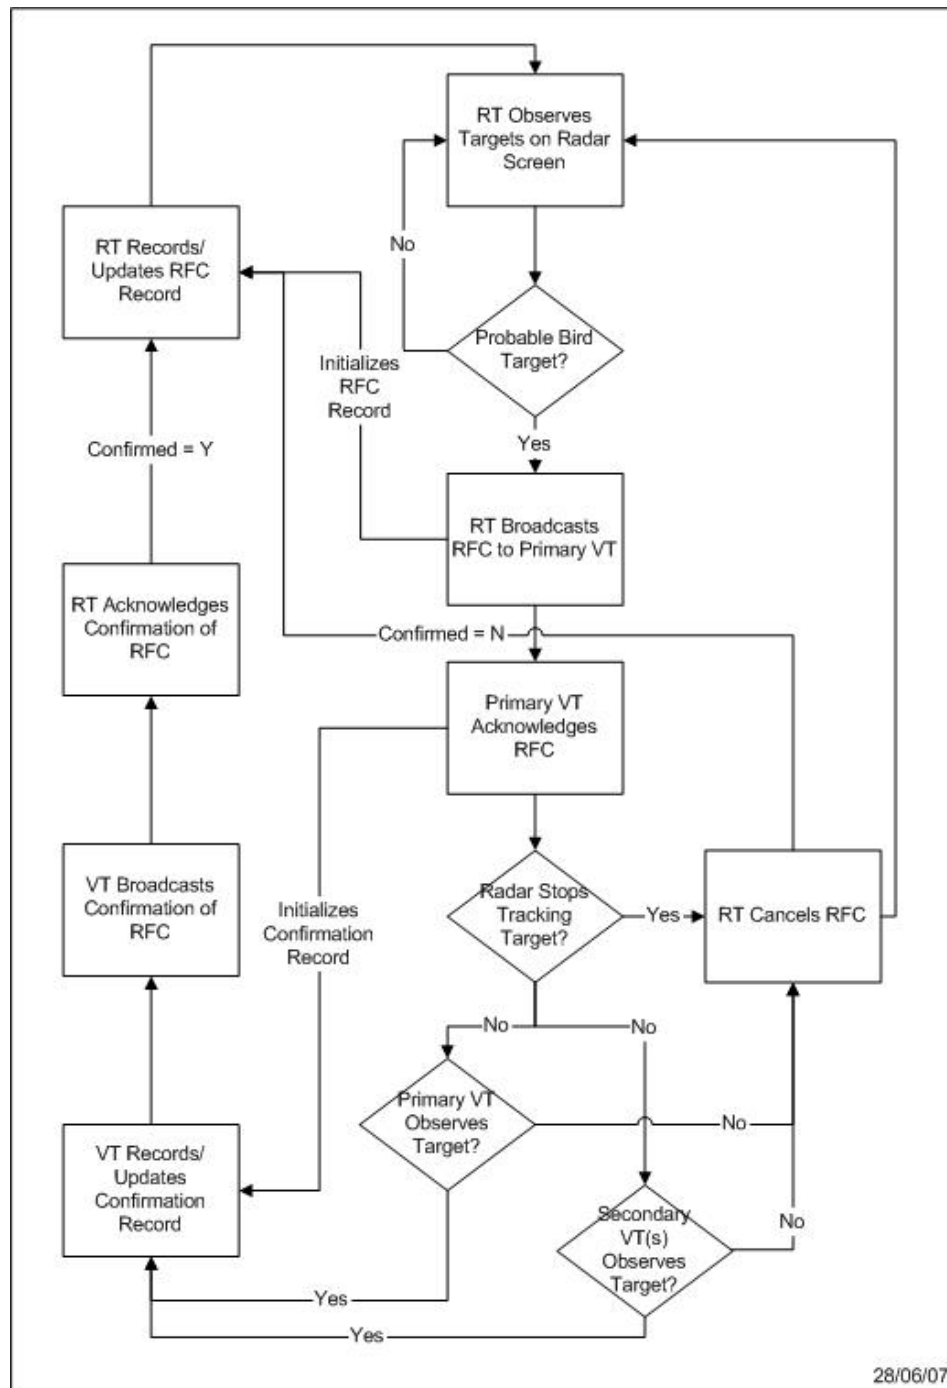 RT Observes
Targets on Radar
Screen
RT Records/
Updates RFC
Record
No
Probable Bird
Target?
Initializes
RFC
Record
Confirmed = Y
Yes
RT Broadcasts
RFC to Primary VT
RT Acknowledges
Confirmation of
RFC
Confirmed = N
Primary VT
Acknowledges
RFC
VT Broadcasts
Confirmation of
RFC
Initializes
Confirmation
Record
Radar Stops
Tracking
Target?
Yes
RT Cancels RFC
No
No
Primary VT
Observes
Target?
No
VT Records/
Updates
Confirmation
Record
Secondary
VT(s)
Observes
Target?
No
Yes
Yes
28/06/07